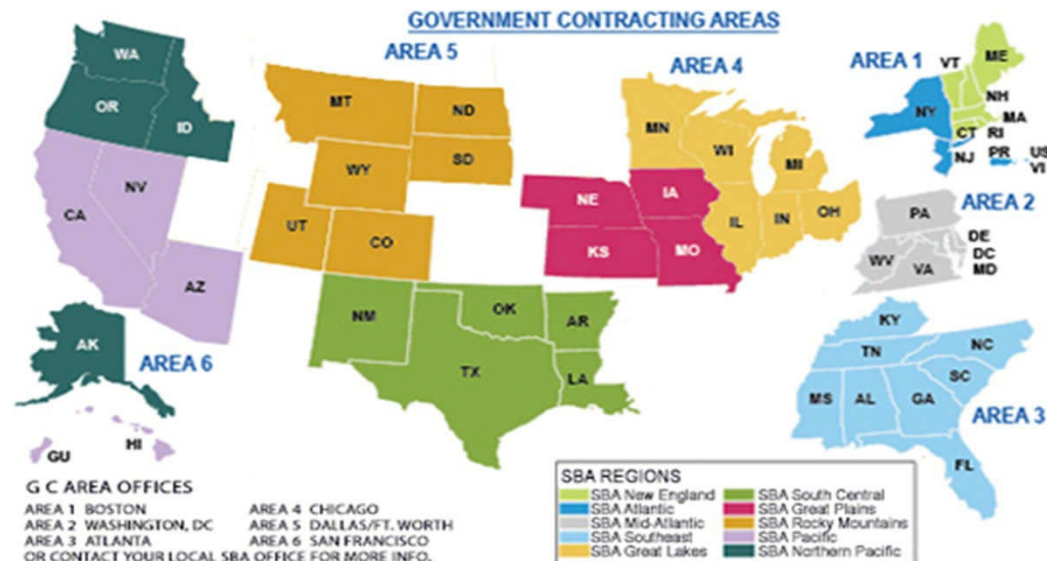 GOVERNMENT CONTRACTING AREAS
AREA 5
AREA 4
AREA 1
VT
ME
WA
OR
ID
MT
ND
SD
WY
UT
CO
MN
WI
MI
IL
IN
OH
NY
NH
MA
CT
RI
NJ
PR
US
VI
NV
CA
AZ
NE
IA
KS
MO
PA
AREA 2
DE
DC
MD
WV
VA
AK
AREA 6
HI
GU
NM
OK
AR
TX
LA
KY
TN
NC
SC
MS
AL
GA
AREA 3
FL
G C AREA OFFICES
AREA 1 BOSTON
AREA 2 WASHINGTON, DC
AREA 3 ATLANTA
AREA 4 CHICAGO
AREA 5 DALLAS/FT. WORTH
AREA 6 SAN FRANCISCO
OR CONTACT YOUR LOCAL SBA OFFICE FOR MORE INFO.
SBA REGIONS
SBA New England
SBA Atlantic
SBA Mid-Atlantic
SBA Southeast
SBA Great Lakes
SBA South Central
SBA Great Plains
SBA Rocky Mountains
SBA Pacific
SBA Northern Pacific